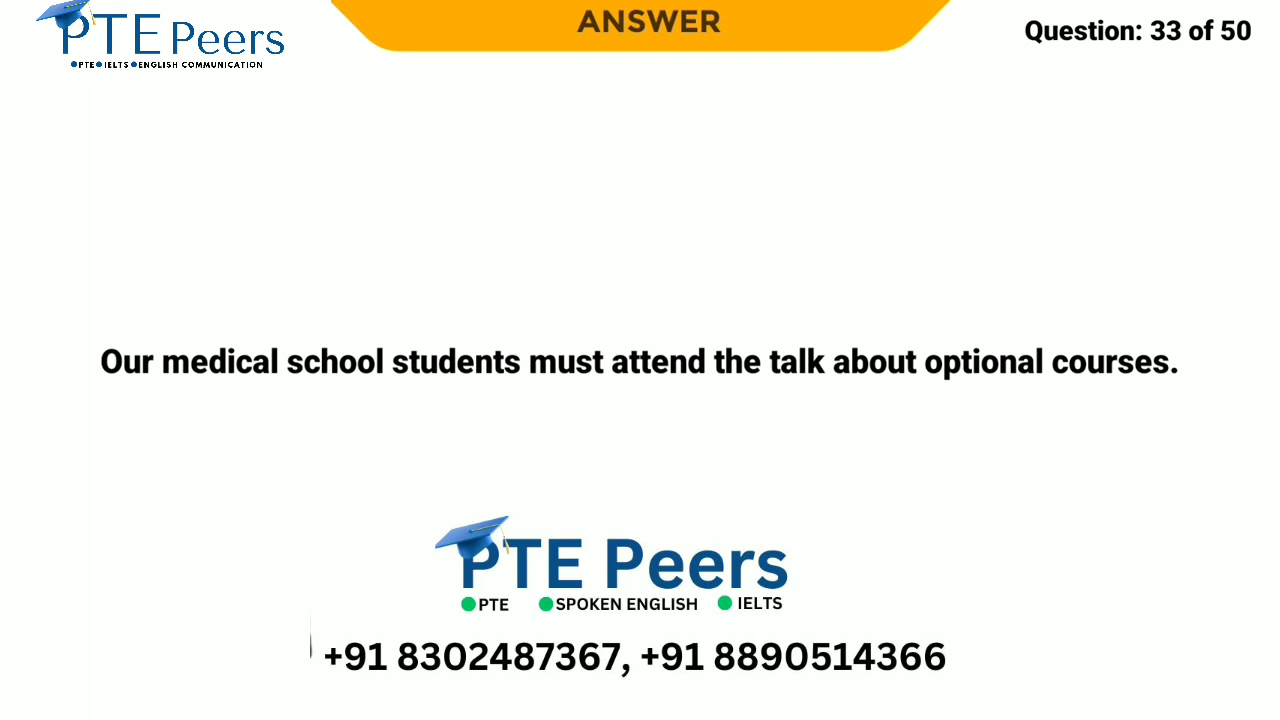 PTE Peers
PTE IELTS ENGLISH COMMUNICATION
ANSWER
Question: 33 of 50
Our medical school students must attend the talk about optional courses.
PTE Peers
PTE SPOKEN ENGLISH IELTS
+91 8302487367, +91 8890514366